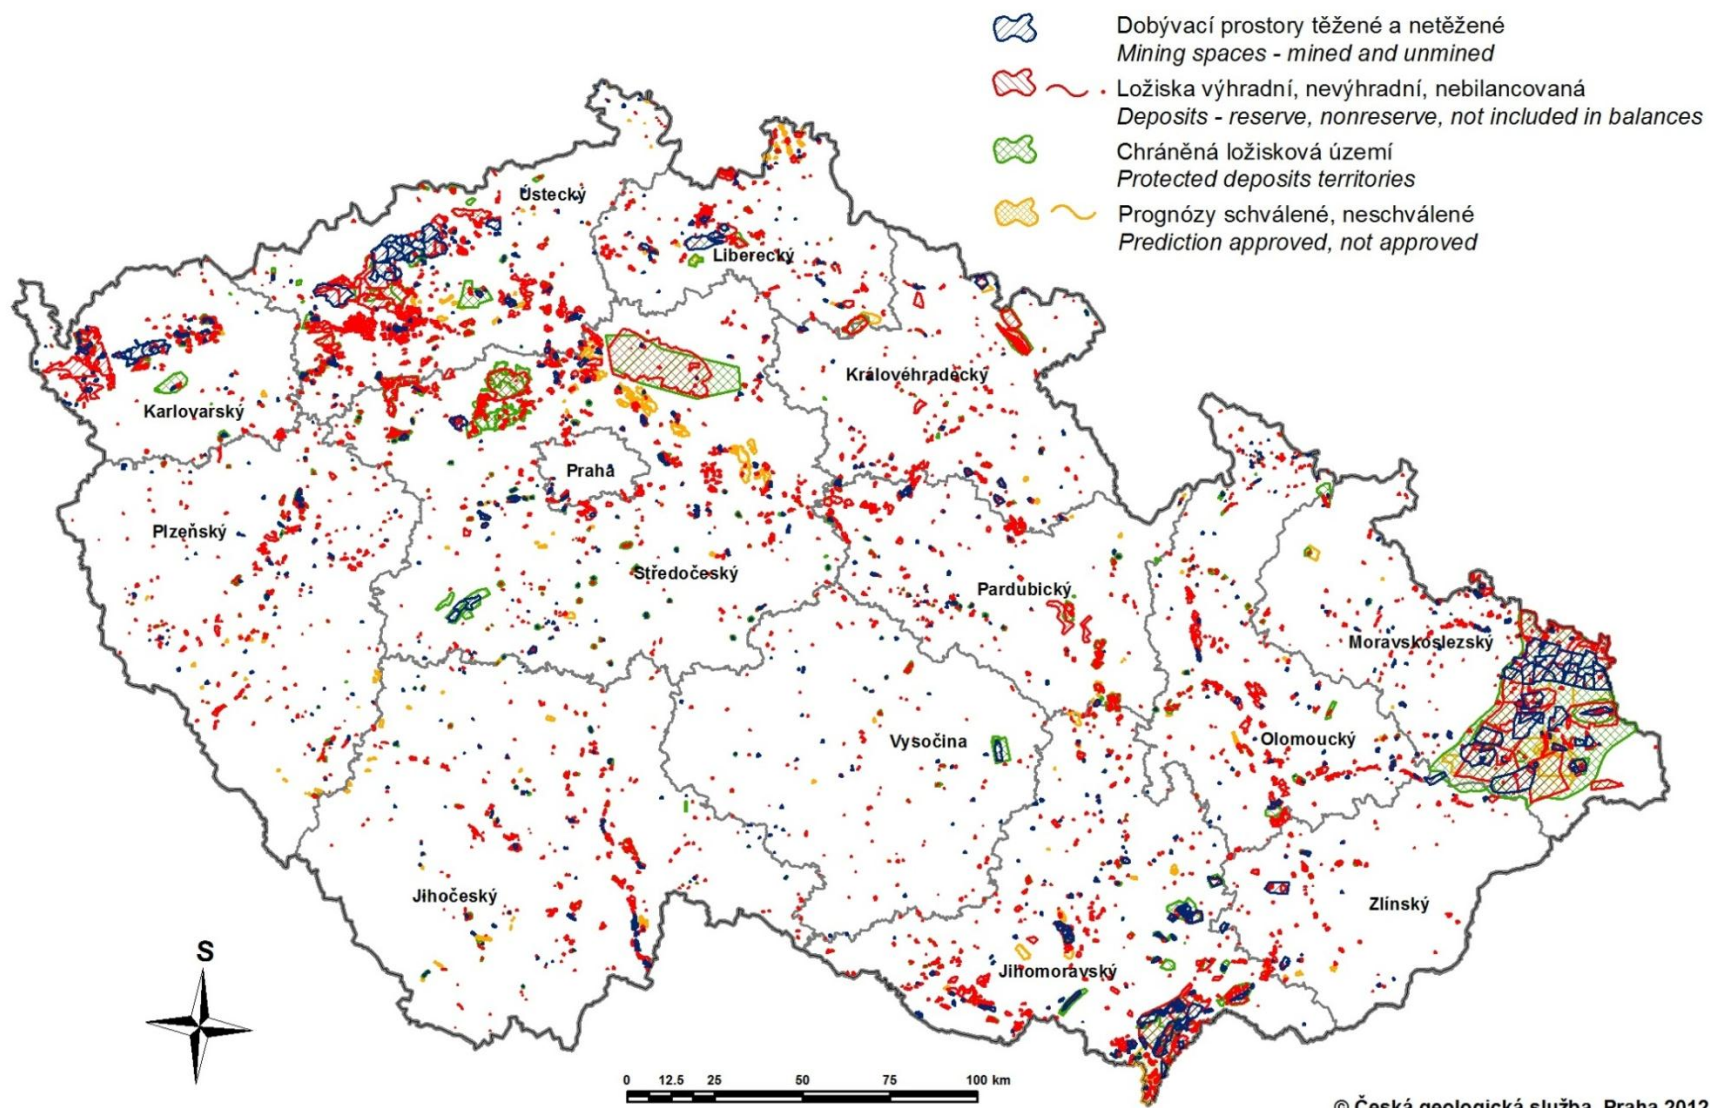 Dobývací prostory těžené a netěžené
Mining spaces - mined and unmined
Ložiska výhradní, nevýhradní, nebilancovaná
Deposits - reserve, nonreserve, not included in balances
Chráněná ložisková území
Protected deposits territories
Prognózy schválené, neschválené
Prediction approved, not approved
Ústecký
Liberecký
Královéhradecký
Karlovarský
Praha
Plzeňský
Středočeský
Pardubický
Moravskoslezský
Vysočina
Olomoucký
Jihočeský
Zlínský
Jihomoravský
S
0 12.5 25 50 75 100 km
© Česká geologická služba, Praha 2012